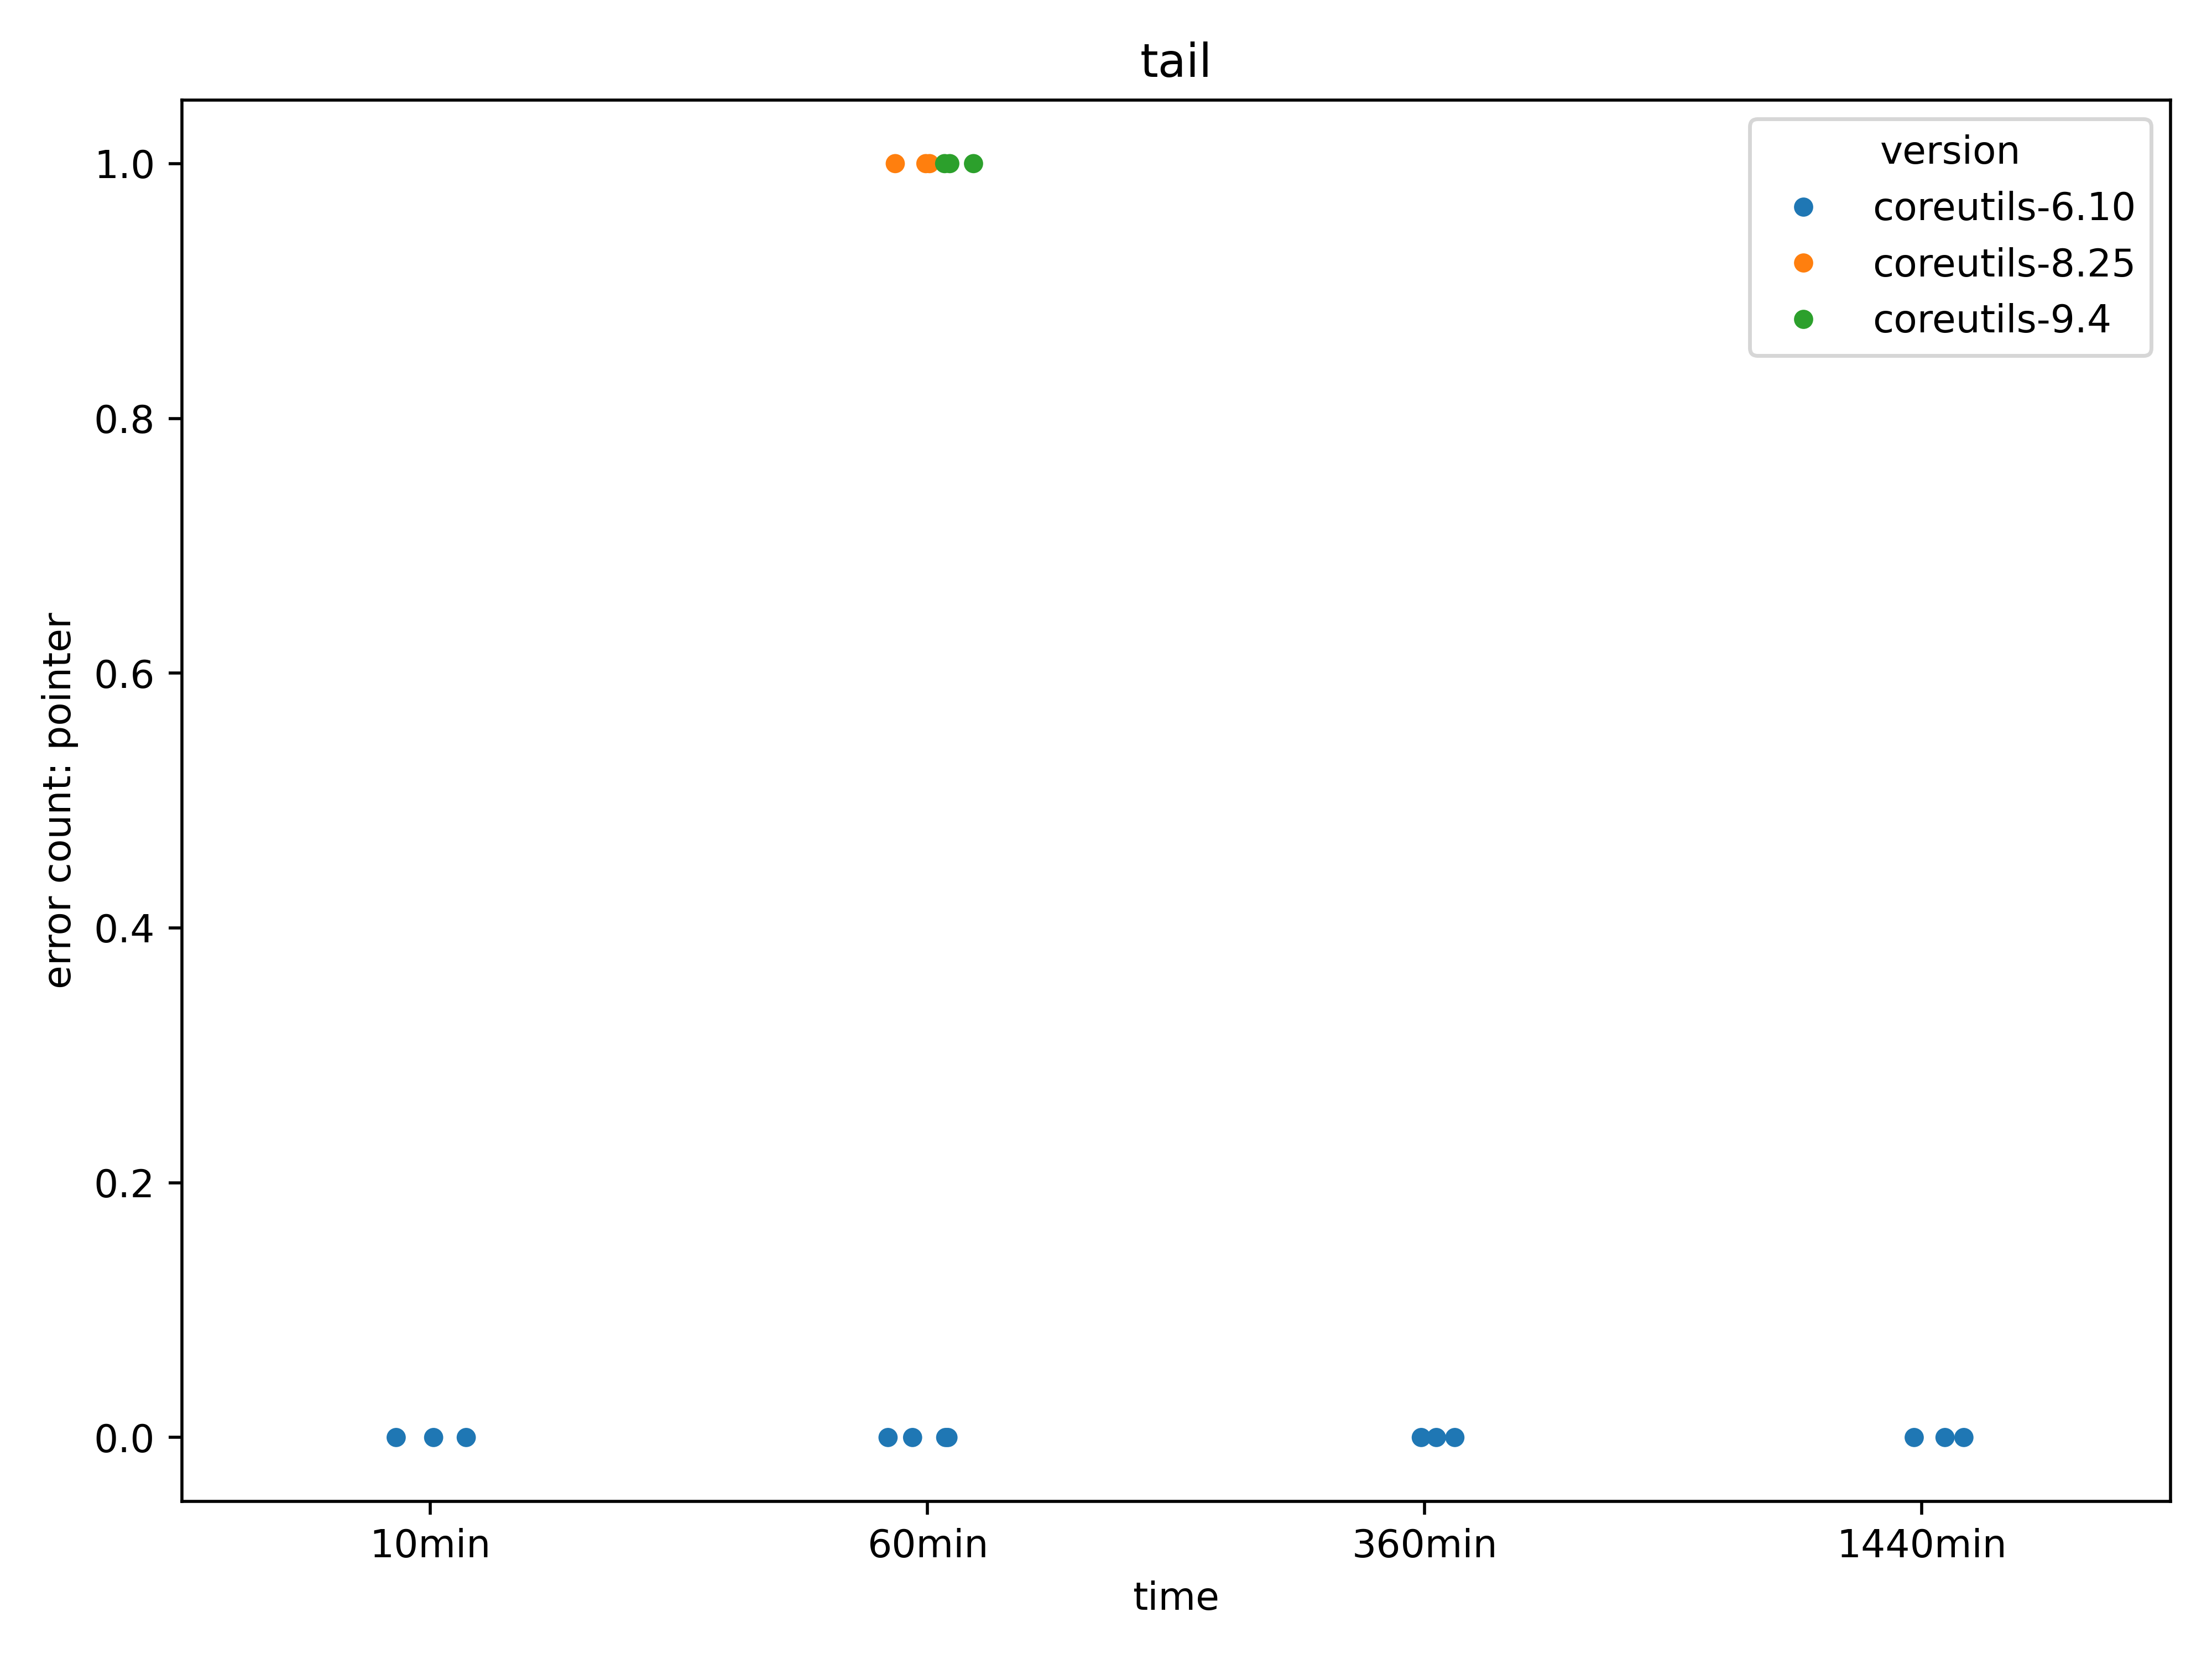 tail
version
coreutils-6.10
coreutils-8.25
coreutils-9.4
error count: pointer
1.0
0.8
0.6
0.4
0.2
0.0
10min
60min
360min
1440min
time